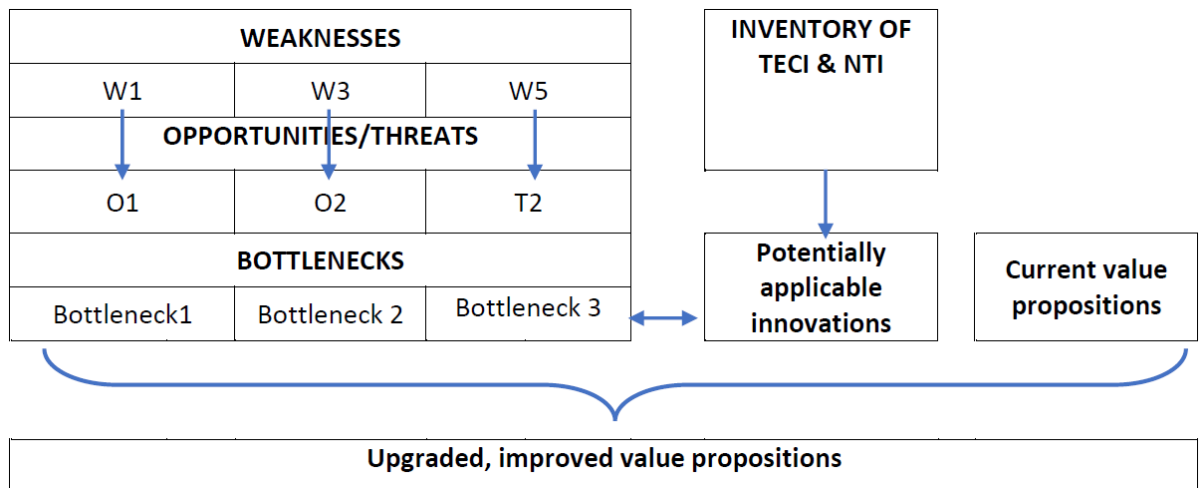 WEAKNESSES
W1 W3 W5
OPPORTUNITIES/THREATS
O1 O2 T2
BOTTLENECKS
Bottleneck1 Bottleneck 2 Bottleneck 3
INVENTORY OF
TECI & NTI
Potentially
applicable
innovations
Current value
propositions
Upgraded, improved value propositions